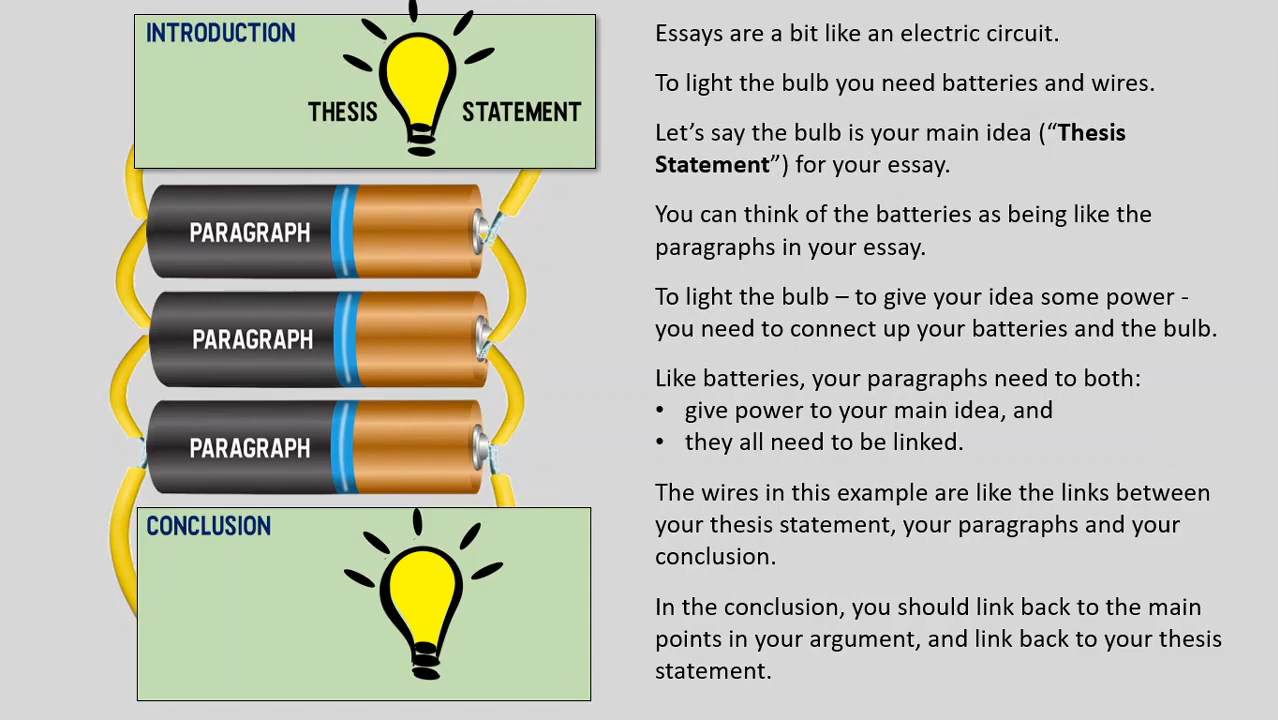 INTRODUCTION
THESIS STATEMENT
PARAGRAPH
PARAGRAPH
PARAGRAPH
CONCLUSION
Essays are a bit like an electric circuit.
To light the bulb you need batteries and wires.
Let’s say the bulb is your main idea (“Thesis
Statement”) for your essay.
You can think of the batteries as being like the
paragraphs in your essay.
To light the bulb – to give your idea some power -
you need to connect up your batteries and the bulb.
Like batteries, your paragraphs need to both:
• give power to your main idea, and
• they all need to be linked.
The wires in this example are like the links between
your thesis statement, your paragraphs and your
conclusion.
In the conclusion, you should link back to the main
points in your argument, and link back to your thesis
statement.